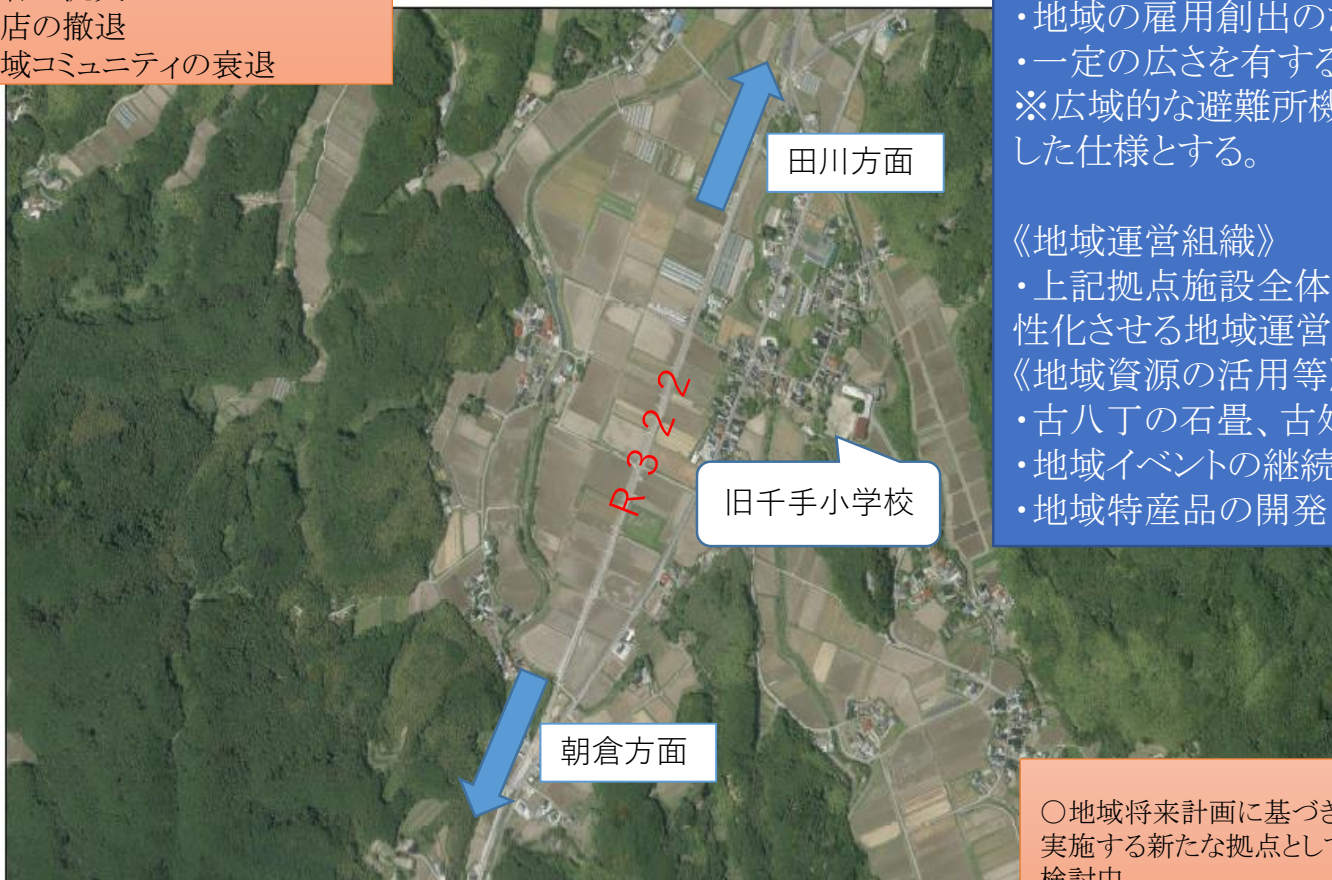 店の撤退
域コミュニティの衰退
・地域の雇用創出の
・一定の広さを有する
※広域的な避難所機
した仕様とする。
《地域運営組織》
・上記拠点施設全体
性化させる地域運営
《地域資源の活用等
・古八丁の石畳、古処
・地域イベントの継続
・地域特産品の開発
田川方面
R322
旧千手小学校
朝倉方面
○地域将来計画に基づき
実施する新たな拠点として
検討中